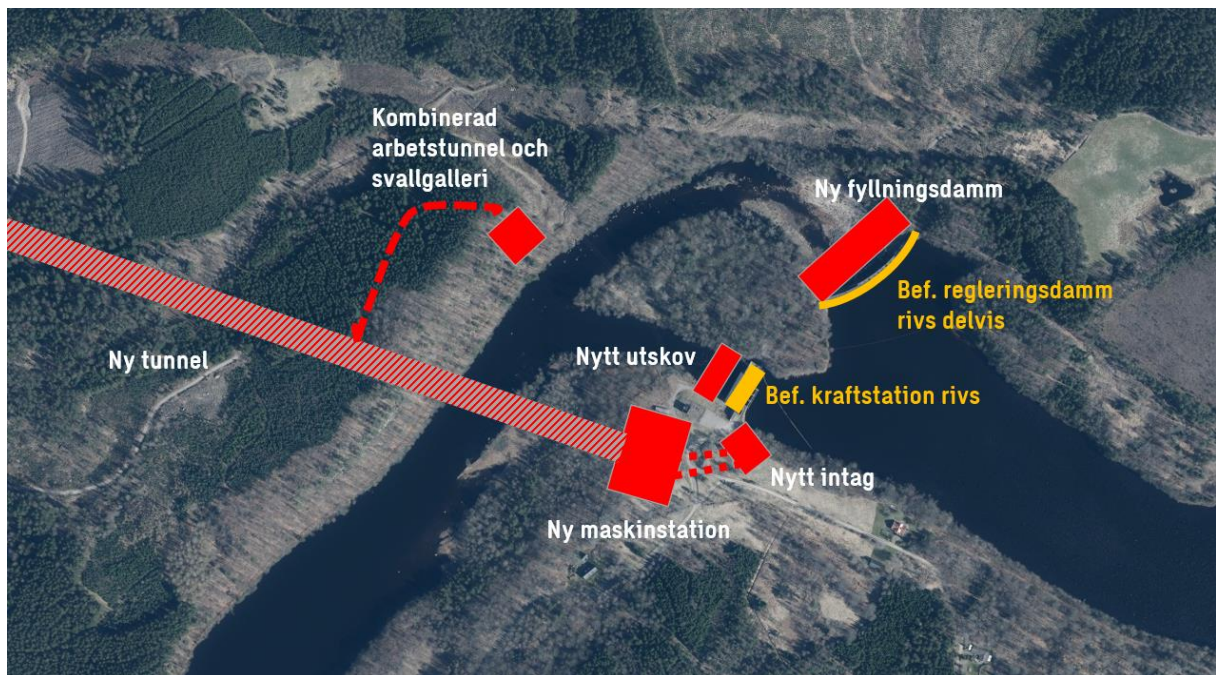 Kombinerad
arbetstunnel och
svallgalleri
Ny fyllningsdamm
Bef. regleringsdamm
rivs delvis
Ny tunnel
Nytt utskov
Bef. kraftstation rivs
Nytt intag
Ny maskinstation